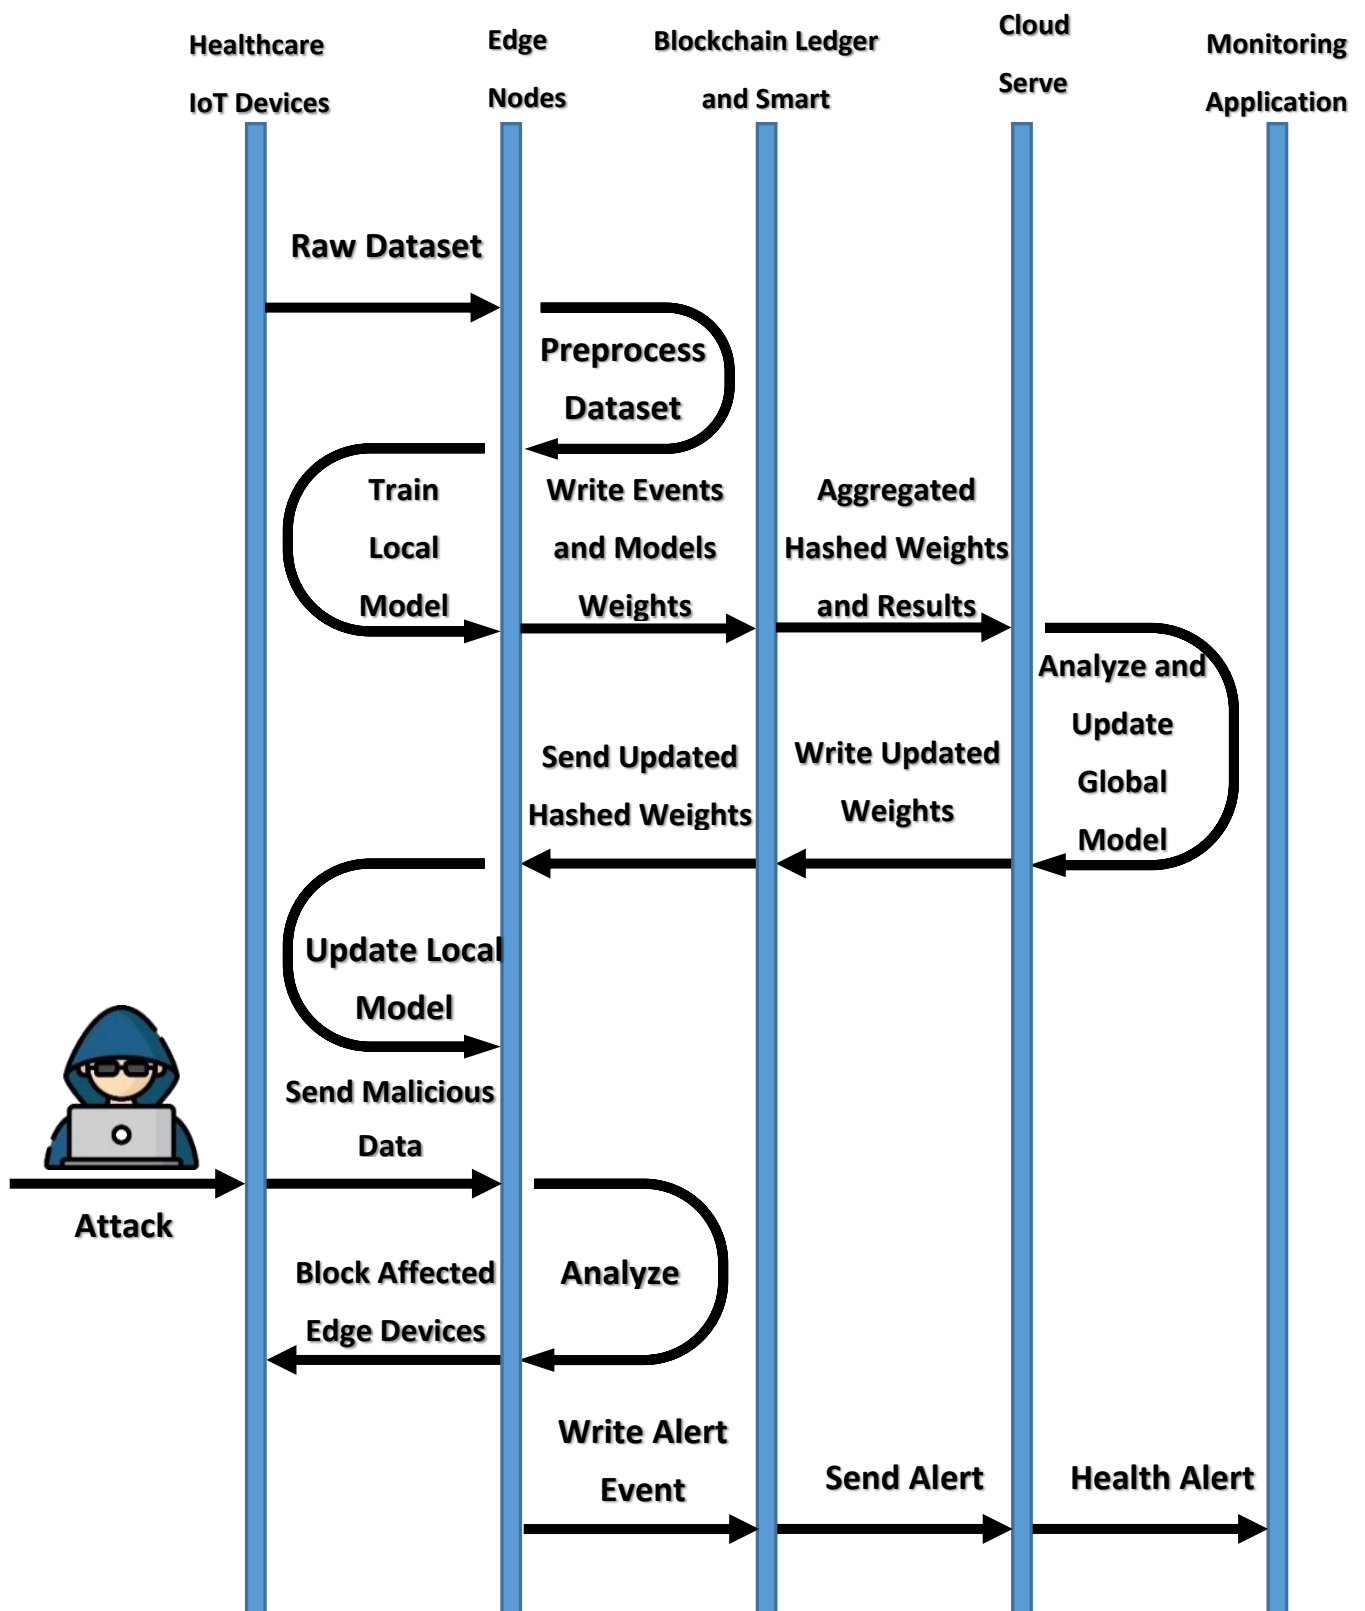 Healthcare
IoT Devices
Edge
Nodes
Blockchain Ledger
and Smart
Cloud
Serve
Monitoring
Application
Raw Dataset
Preprocess
Dataset
Train
Local
Model
Write Events
and Models
Weights
Aggregated
Hashed Weights
and Results
Analyze and
Update
Global
Model
Send Updated
Hashed Weights
Write Updated
Weights
Update Local
Model
Send Malicious
Data
Attack
Block Affected
Edge Devices
Analyze
Write Alert
Event
Send Alert
Health Alert